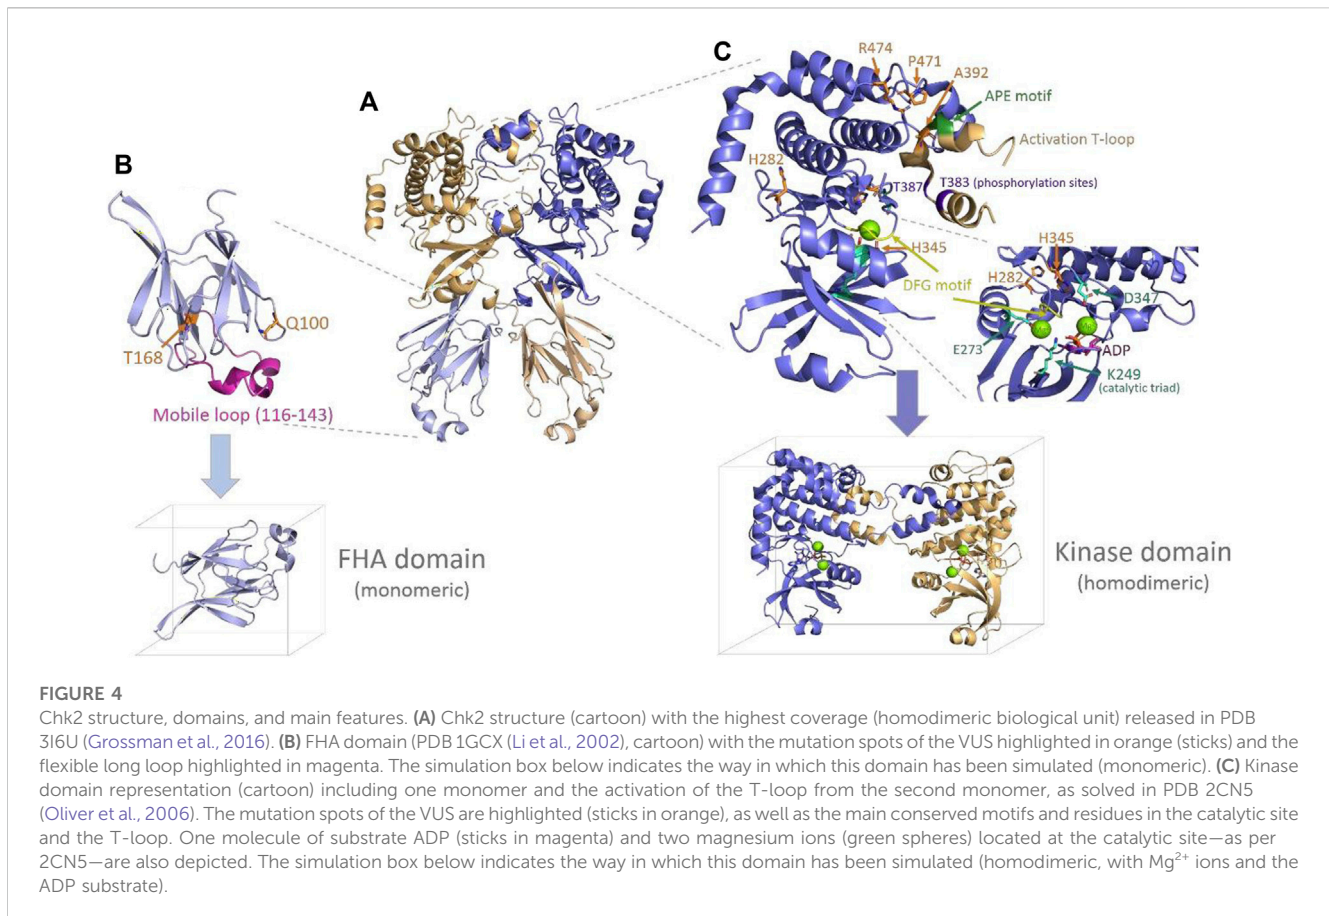 C
R474
P471
A392
A
APE motif
Activation T-loop
B
H282
T387
T383 (phosphorylation sites)
H345
H345
DFG motif
H282
D347
Q100
T168
E273
ADP
K249
(catalytic triad)
Mobile loop (116-143)
FHA domain
(monomeric)
Kinase domain
(homodimeric)
FIGURE 4
Chk2 structure, domains, and main features. (A) Chk2 structure (cartoon) with the highest coverage (homodimeric biological unit) released in PDB
3I6U (Grossman et al., 2016). (B) FHA domain (PDB 1GCX (Li et al., 2002), cartoon) with the mutation spots of the VUS highlighted in orange (sticks) and the
flexible long loop highlighted in magenta. The simulation box below indicates the way in which this domain has been simulated (monomeric). (C) Kinase
domain representation (cartoon) including one monomer and the activation of the T-loop from the second monomer, as solved in PDB 2CN5
(Oliver et al., 2006). The mutation spots of the VUS are highlighted (sticks in orange), as well as the main conserved motifs and residues in the catalytic site
and the T-loop. One molecule of substrate ADP (sticks in magenta) and two magnesium ions (green spheres) located at the catalytic site—as per
2CN5—are also depicted. The simulation box below indicates the way in which this domain has been simulated (homodimeric, with Mg²⁺ ions and the
ADP substrate).